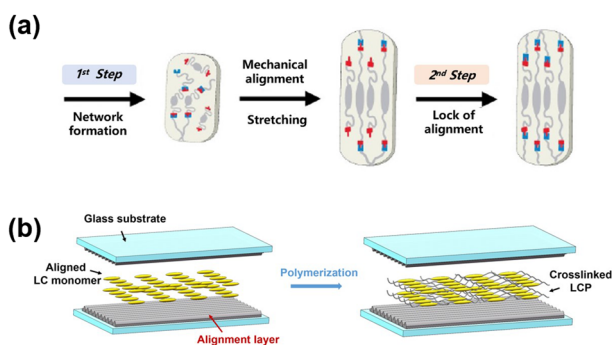 (a)
1st Step
Network
formation
Mechanical
alignment
Stretching
2nd Step
Lock of
alignment
(b)
Glass substrate
Aligned
LC monomer
Alignment layer
Polymerization
Crosslinked
LCP